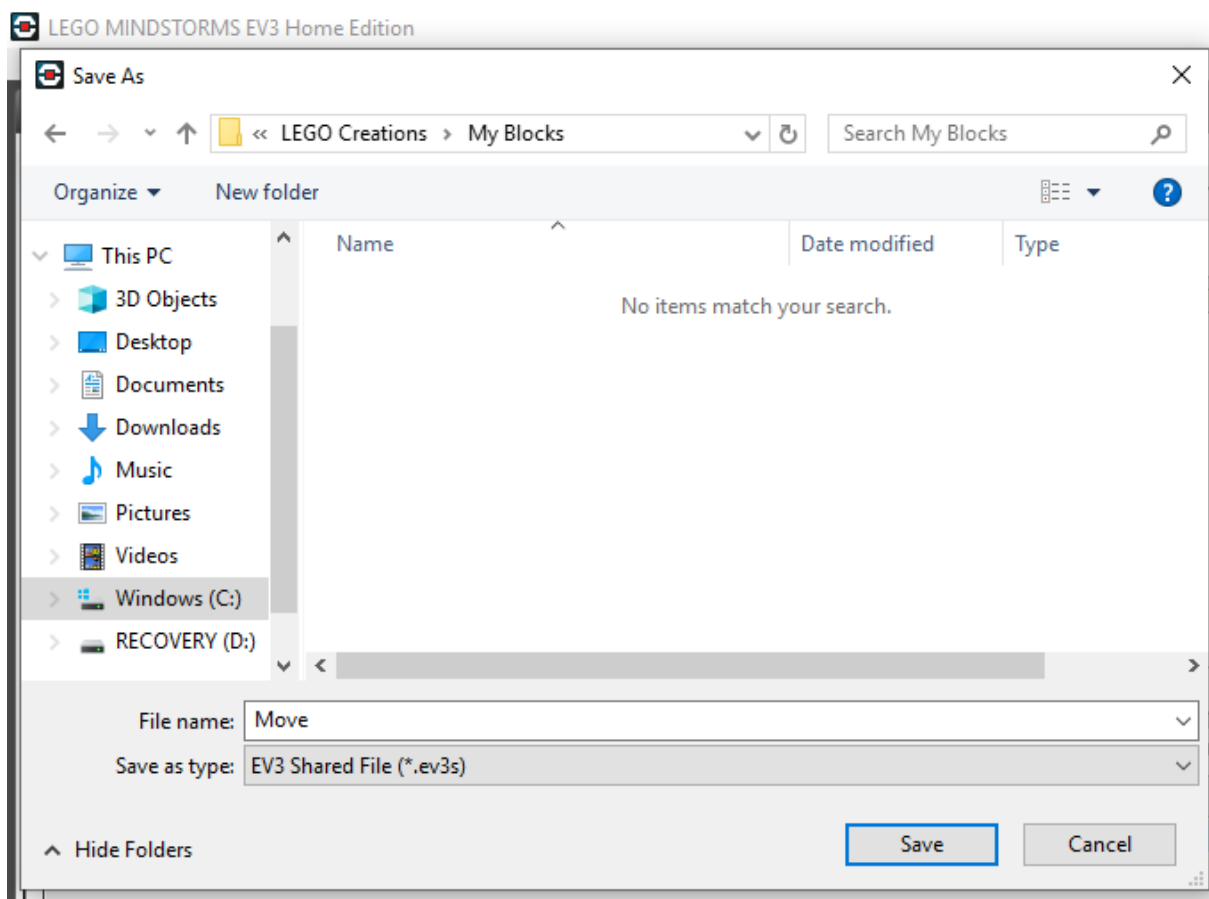 LEGO MINDSTORMS EV3 Home Edition
Save As
« LEGO Creations > My Blocks
Search My Blocks
Organize
New folder
?
Name
Date modified
Type
This PC
No items match your search.
3D Objects
Desktop
Documents
Downloads
Music
Pictures
Videos
Windows (C:)
RECOVERY (D:)
File name: Move
Save as type: EV3 Shared File (*.ev3s)
Hide Folders
Save
Cancel